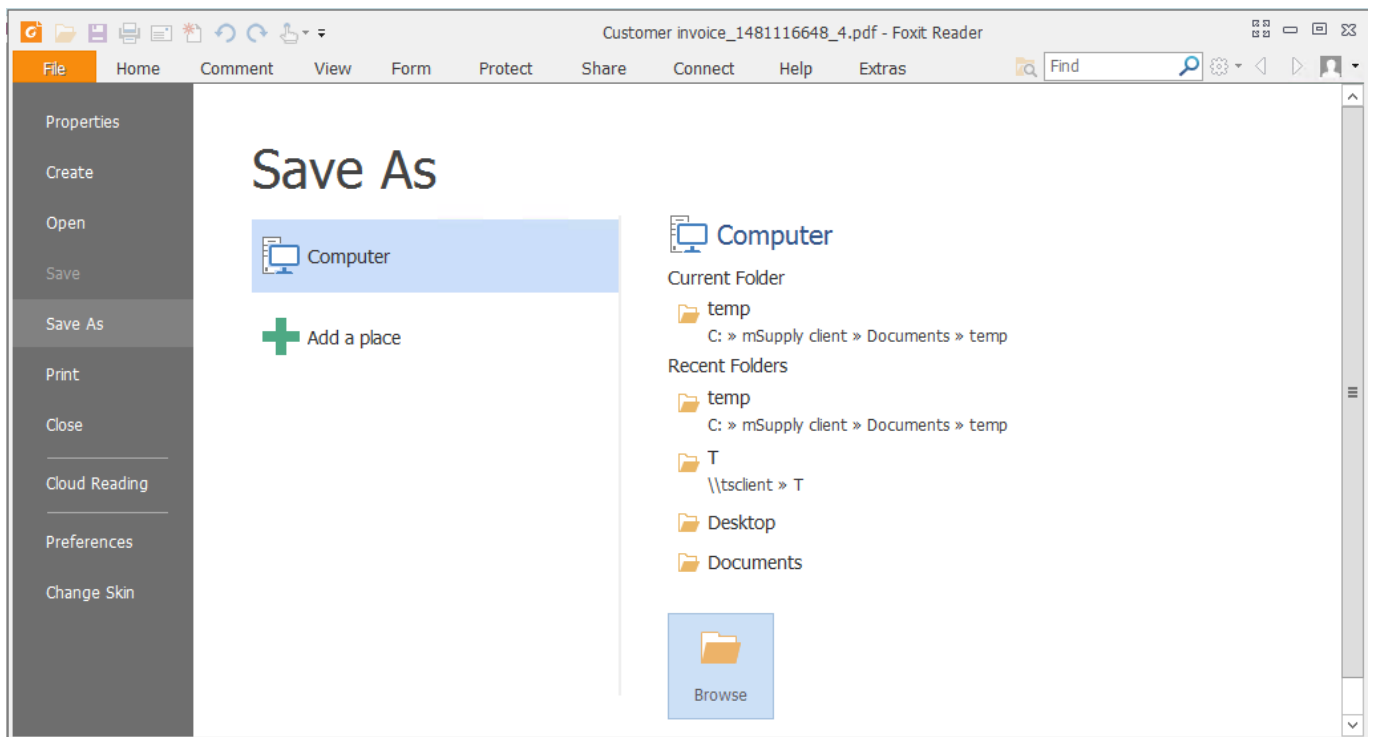 Customer invoice_1481116648_4.pdf - Foxit Reader
File Home Comment View Form Protect Share Connect Help Extras Find
Properties
Create
Open
Save
Save As
Print
Close
Cloud Reading
Preferences
Change Skin
Save As
Computer
Add a place
Computer
Current Folder
temp
C: » mSupply client » Documents » temp
Recent Folders
temp
C: » mSupply client » Documents » temp
T
\\tsclient » T
Desktop
Documents
Browse